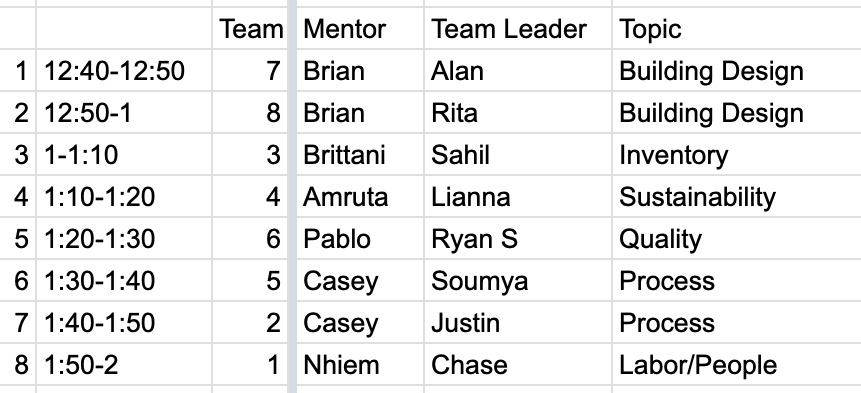 Team Mentor Team Leader Topic
1 12:40-12:50 7 Brian Alan Building Design
2 12:50-1 8 Brian Rita Building Design
3 1-1:10 3 Brittani Sahil Inventory
4 1:10-1:20 4 Amruta Lianna Sustainability
5 1:20-1:30 6 Pablo Ryan S Quality
6 1:30-1:40 5 Casey Soumya Process
7 1:40-1:50 2 Casey Justin Process
8 1:50-2 1 Nhiem Chase Labor/People